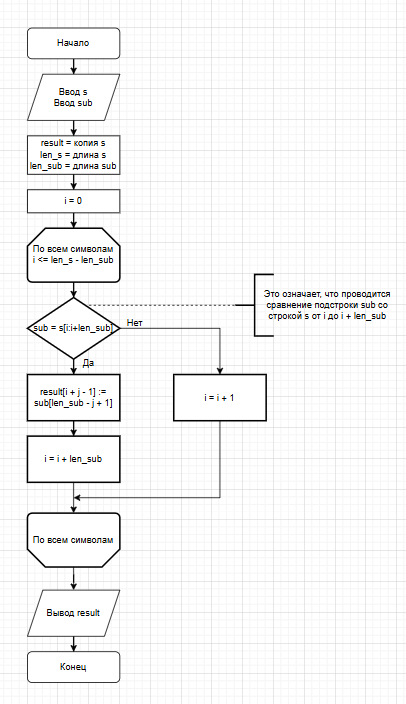 Начало
Ввод s
Ввод sub
result = копия s
len_s = длина s
len_sub = длина sub
i = 0
По всем символам
i <= len_s - len_sub
Это означает, что проводится
сравнение подстроки sub со
строкой s от i до i + len_sub
sub = s[i:i+len_sub]
Нет
Да
result[i + j - 1] :=
sub[len_sub - j + 1]
i = i + 1
i = i + len_sub
По всем символам
Вывод result
Конец